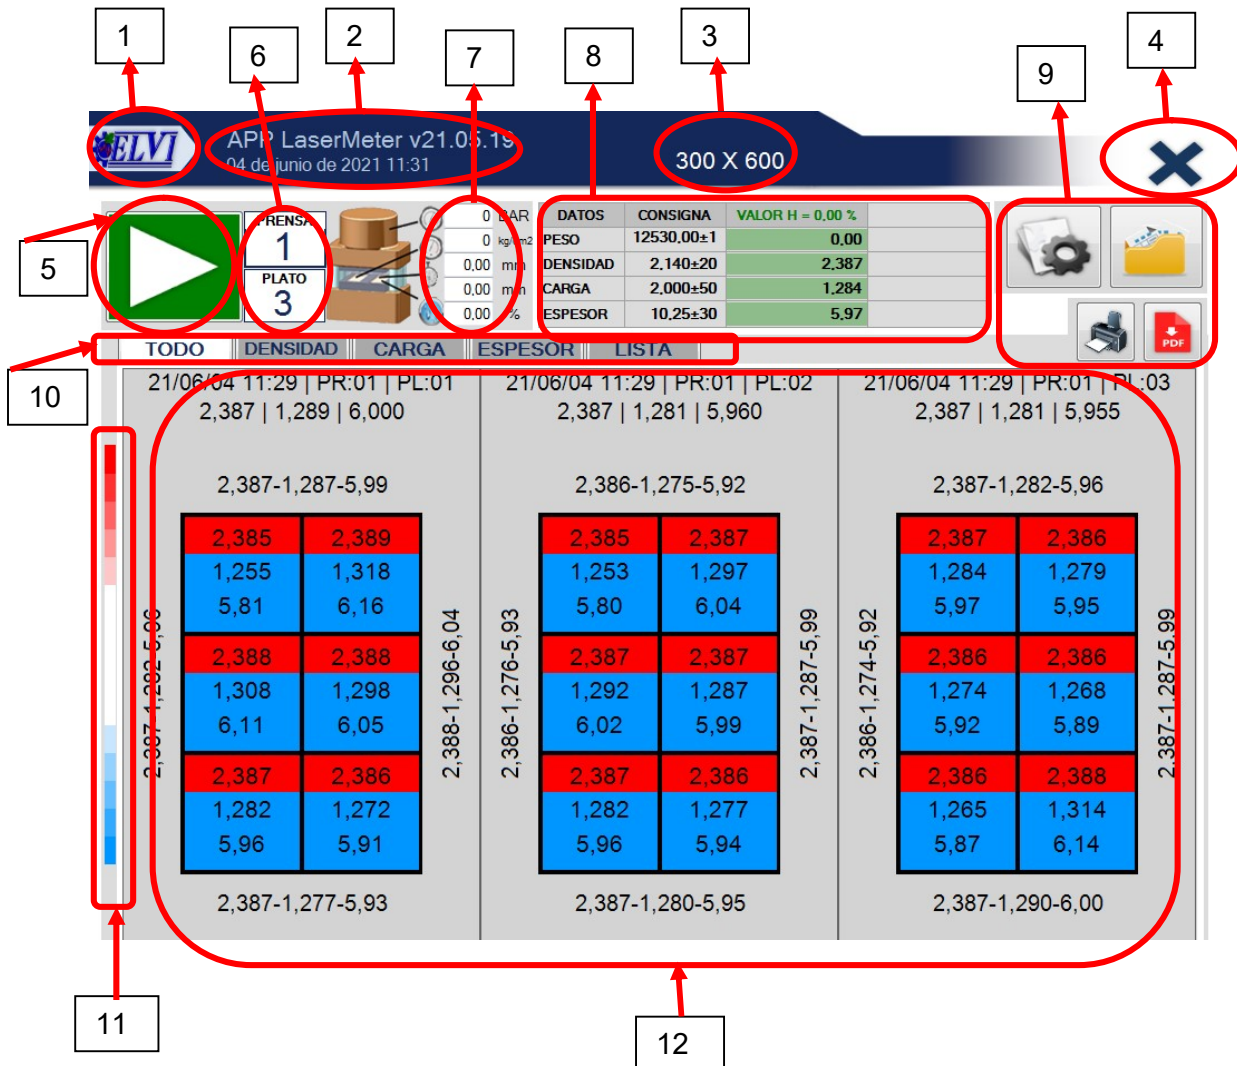 1
2
3
4
6
7
8
9
ELVI
APP LaserMeter v21.05.19
04 de junio de 2021 11:31
300 X 600
5
PRENSA
1
PLATO
3
0 BAR
0 kg/cm2
0,00 mm
0,00 mm
0,00 %
DATOS CONSIGNA VALOR H = 0,00 %
PESO 12530,00±1 0,00
DENSIDAD 2,140±20 2,387
CARGA 2,000±50 1,284
ESPESOR 10,25±30 5,97
PDF
TODO DENSIDAD CARGA ESPESOR LISTA
10
21/06/04 11:29 | PR:01 | PL:01
2,387 | 1,289 | 6,000
2,387-1,287-5,99
2,387-1,282-5,96
2,385 2,389
1,255 1,318
5,81 6,16
2,388 2,388
1,308 1,298
6,11 6,05
2,387 2,386
1,282 1,272
5,96 5,91
2,388-1,296-6,04
2,387-1,277-5,93
21/06/04 11:29 | PR:01 | PL:02
2,387 | 1,281 | 5,960
2,386-1,275-5,92
2,386-1,276-5,93
2,385 2,387
1,253 1,297
5,80 6,04
2,387 2,387
1,292 1,287
6,02 5,99
2,387 2,386
1,282 1,277
5,96 5,94
2,387-1,287-5,99
2,387-1,280-5,95
21/06/04 11:29 | PR:01 | PL:03
2,387 | 1,281 | 5,955
2,387-1,282-5,96
2,386-1,274-5,92
2,387 2,386
1,284 1,279
5,97 5,95
2,386 2,386
1,274 1,268
5,92 5,89
2,386 2,388
1,265 1,314
5,87 6,14
2,387-1,287-5,99
2,387-1,290-6,00
11
12